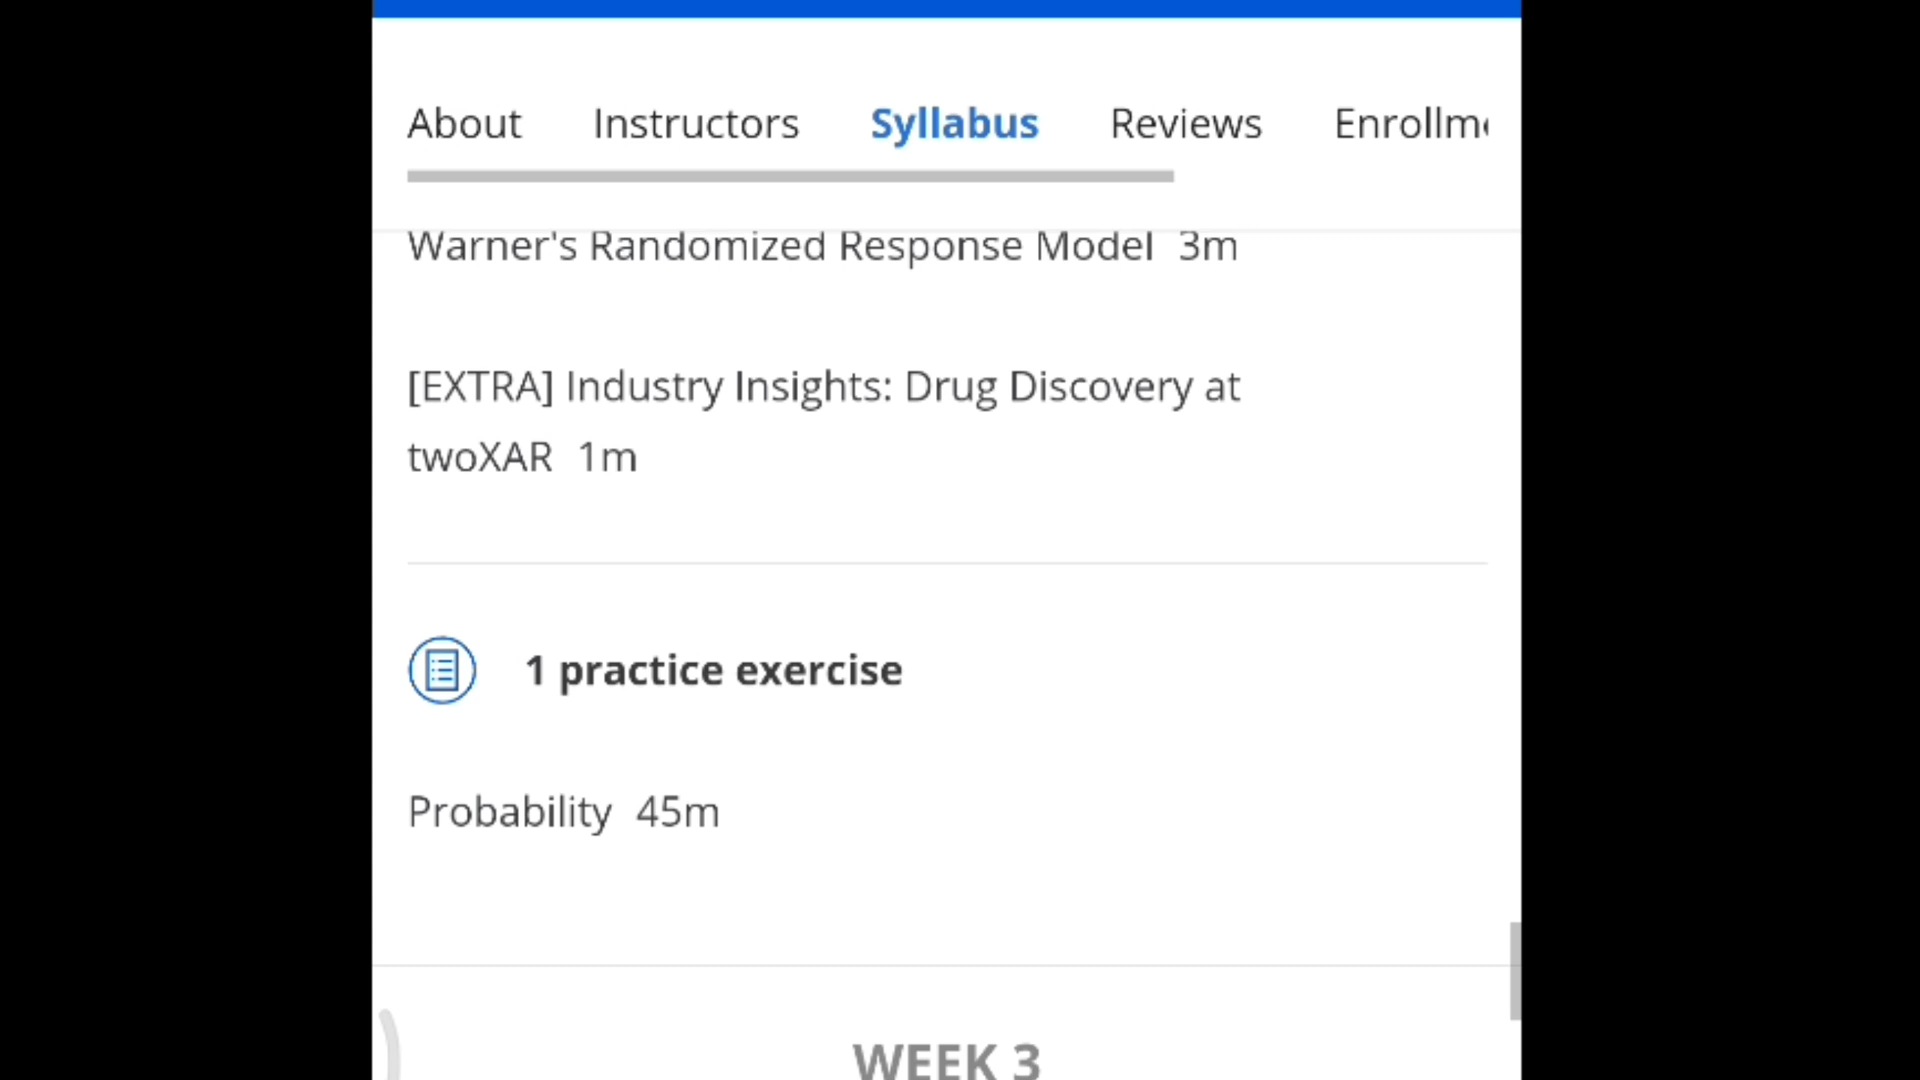 About Instructors Syllabus Reviews
Warner's Randomized Response Model 3m
[EXTRA] Industry Insights: Drug Discovery at
twoXAR 1m
1 practice exercise
Probability 45m
WEEK 3